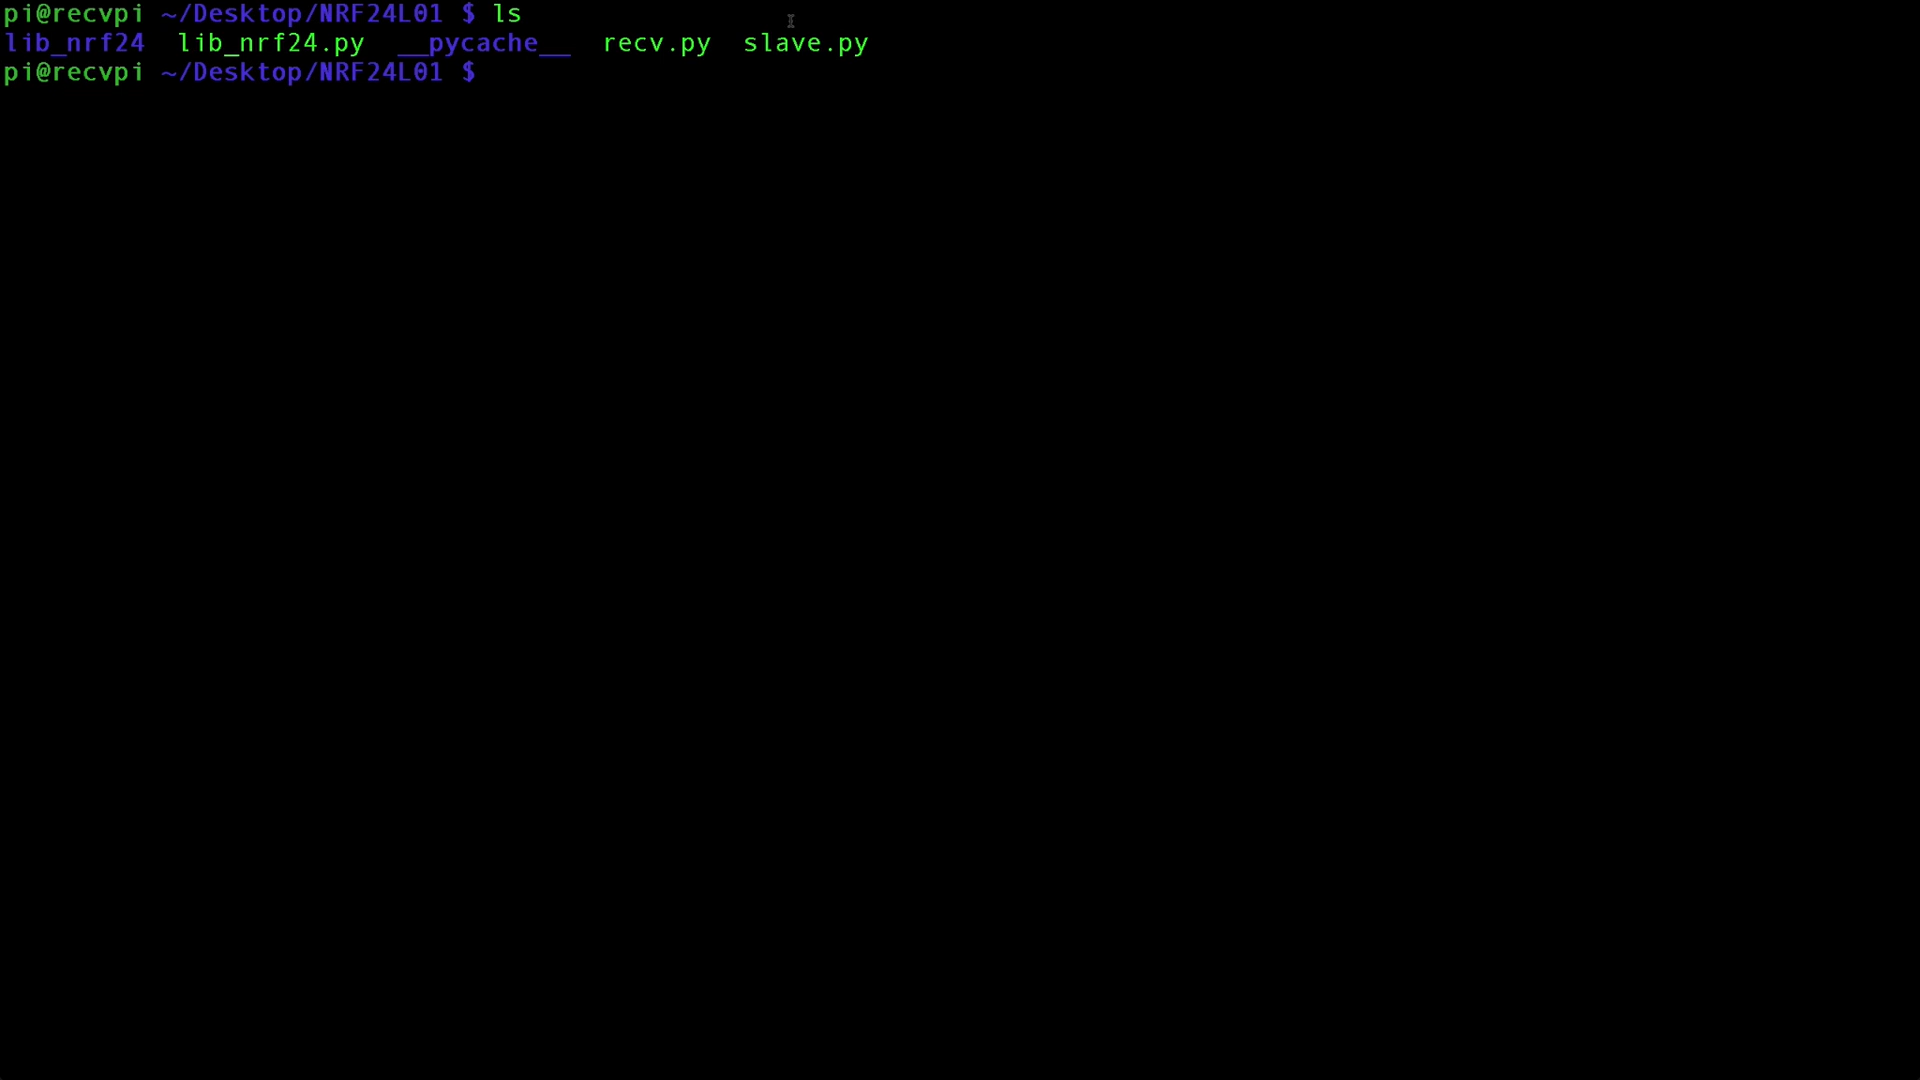 pi@recvpi ~/Desktop/NRF24L01 $ ls
lib_nrf24  lib_nrf24.py  __pycache__  recv.py  slave.py
pi@recvpi ~/Desktop/NRF24L01 $